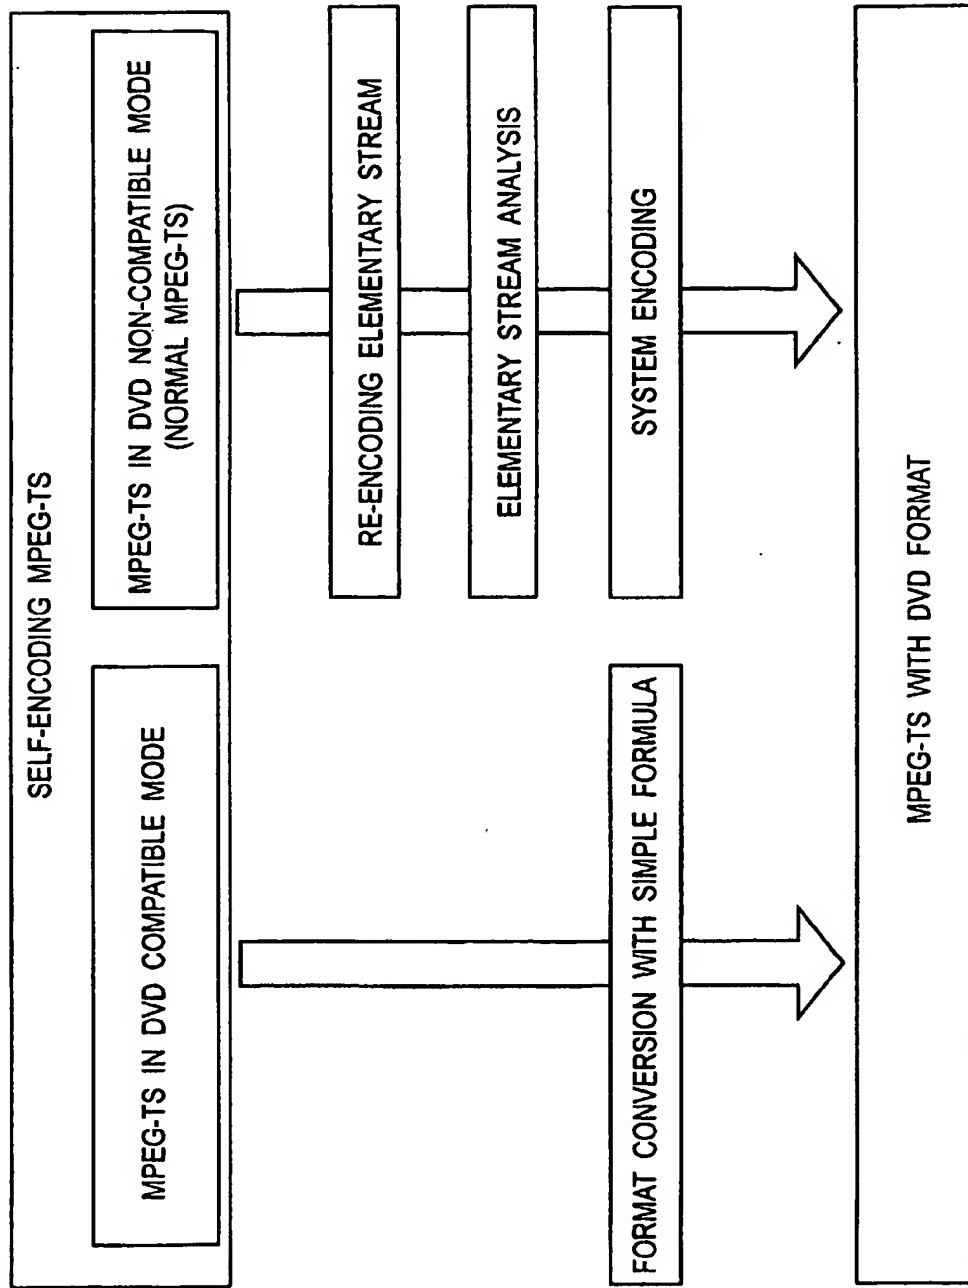 SELF-ENCODING MPEG-TS
MPEG-TS IN DVD COMPATIBLE MODE
MPEG-TS IN DVD NON-COMPATIBLE MODE
(NORMAL MPEG-TS)
RE-ENCODING ELEMENTARY STREAM
ELEMENTARY STREAM ANALYSIS
FORMAT CONVERSION WITH SIMPLE FORMULA
SYSTEM ENCODING
MPEG-TS WITH DVD FORMAT